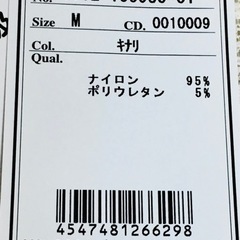 No.
Size M CD. 0010009
Col. ｷﾅﾘ
Qual.
ナイロン 95%
ポリウレタン 5%
4547481266298